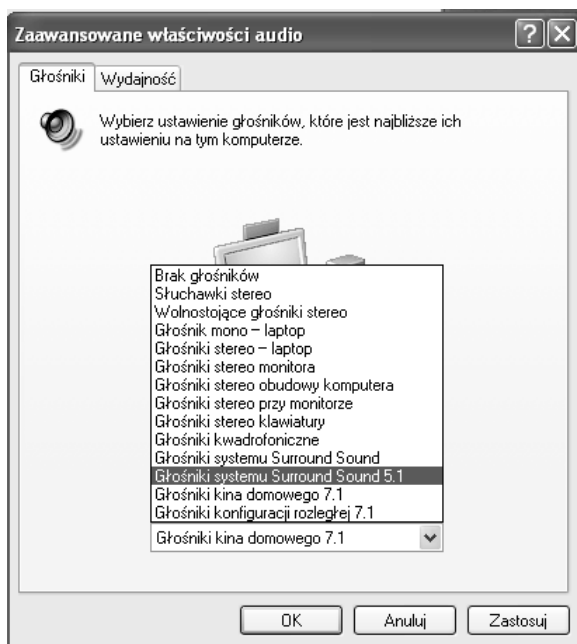 Zaawansowane właściwości audio
Głośniki Wydajność
Wybierz ustawienie głośników, które jest najbliższe ich
ustawieniu na tym komputerze.
Brak głośników
Słuchawki stereo
Wolnostojące głośniki stereo
Głośnik mono – laptop
Głośniki stereo – laptop
Głośniki stereo monitora
Głośniki stereo obudowy komputera
Głośniki stereo przy monitorze
Głośniki stereo klawiatury
Głośniki kwadrofoniczne
Głośniki systemu Surround Sound
Głośniki systemu Surround Sound 5.1
Głośniki kina domowego 7.1
Głośniki konfiguracji rozległej 7.1
Głośniki kina domowego 7.1
OK Anuluj Zastosuj